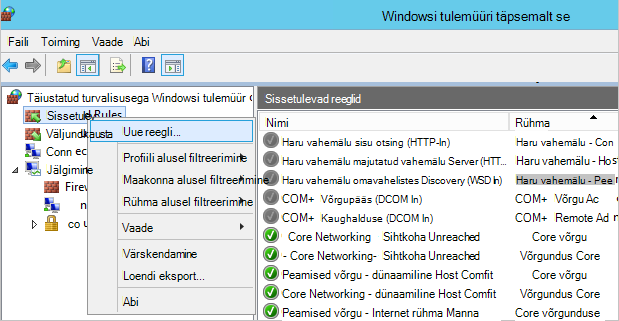 Windowsi tulemüüri täpsemalt se
Faili Toiming Vaade Abi
Täiustatud turvalisusega Windowsi tulemüür
Sissetulev Rules
Väljund
Conn ec
Jälgimine
Firew
n
co u
Uue reegli...
Profiili alusel filtreerimine
Maakonna alusel filtreerimine
Rühma alusel filtreerimine
Vaade
Värskendamine
Loendi eksport...
Abi
Sissetulevad reeglid
Nimi Rühma
Haru vahemälu sisu otsing (HTTP-In) Haru vahemälu - Con
Haru vahemälu majutatud vahemälu Server (HTT... Haru vahemälu - Host
Haru vahemälu omavahelistes Discovery (WSD In) Haru vahemälu - Pee
COM+ Võrgupääs (DCOM In) COM+ Võrgu Ac
COM+ Kaughalduse (DCOM In) COM+ Remote Ad
Core Networking Sihtkoha Unreached Core võrgu
- Core Networking- Sihtkoha Unreached Võrgundus Core
Peamised võrgu - dünaamiline Host Comfit Core võrgu
Core Networking - dünaamiline Host Comfit Võrgundus Core
Peamised võrgu - Internet rühma Manna Võrgundus Core